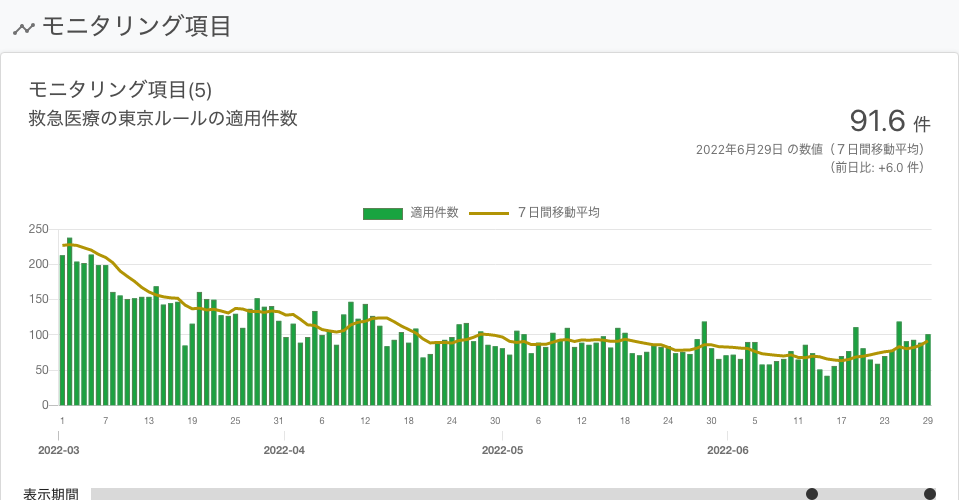 モニタリング項目
モニタリング項目(5)
救急医療の東京ルールの適用件数
91.6 件
2022年6月29日 の数値（７日間移動平均）
（前日比: +6.0 件）
適用件数 ７日間移動平均
250
200
150
100
50
0
1 7 13 19 25 31 6 12 18 24 30 6 12 18 24 30 5 11 17 23 29
2022-03 2022-04 2022-05 2022-06
表示期間